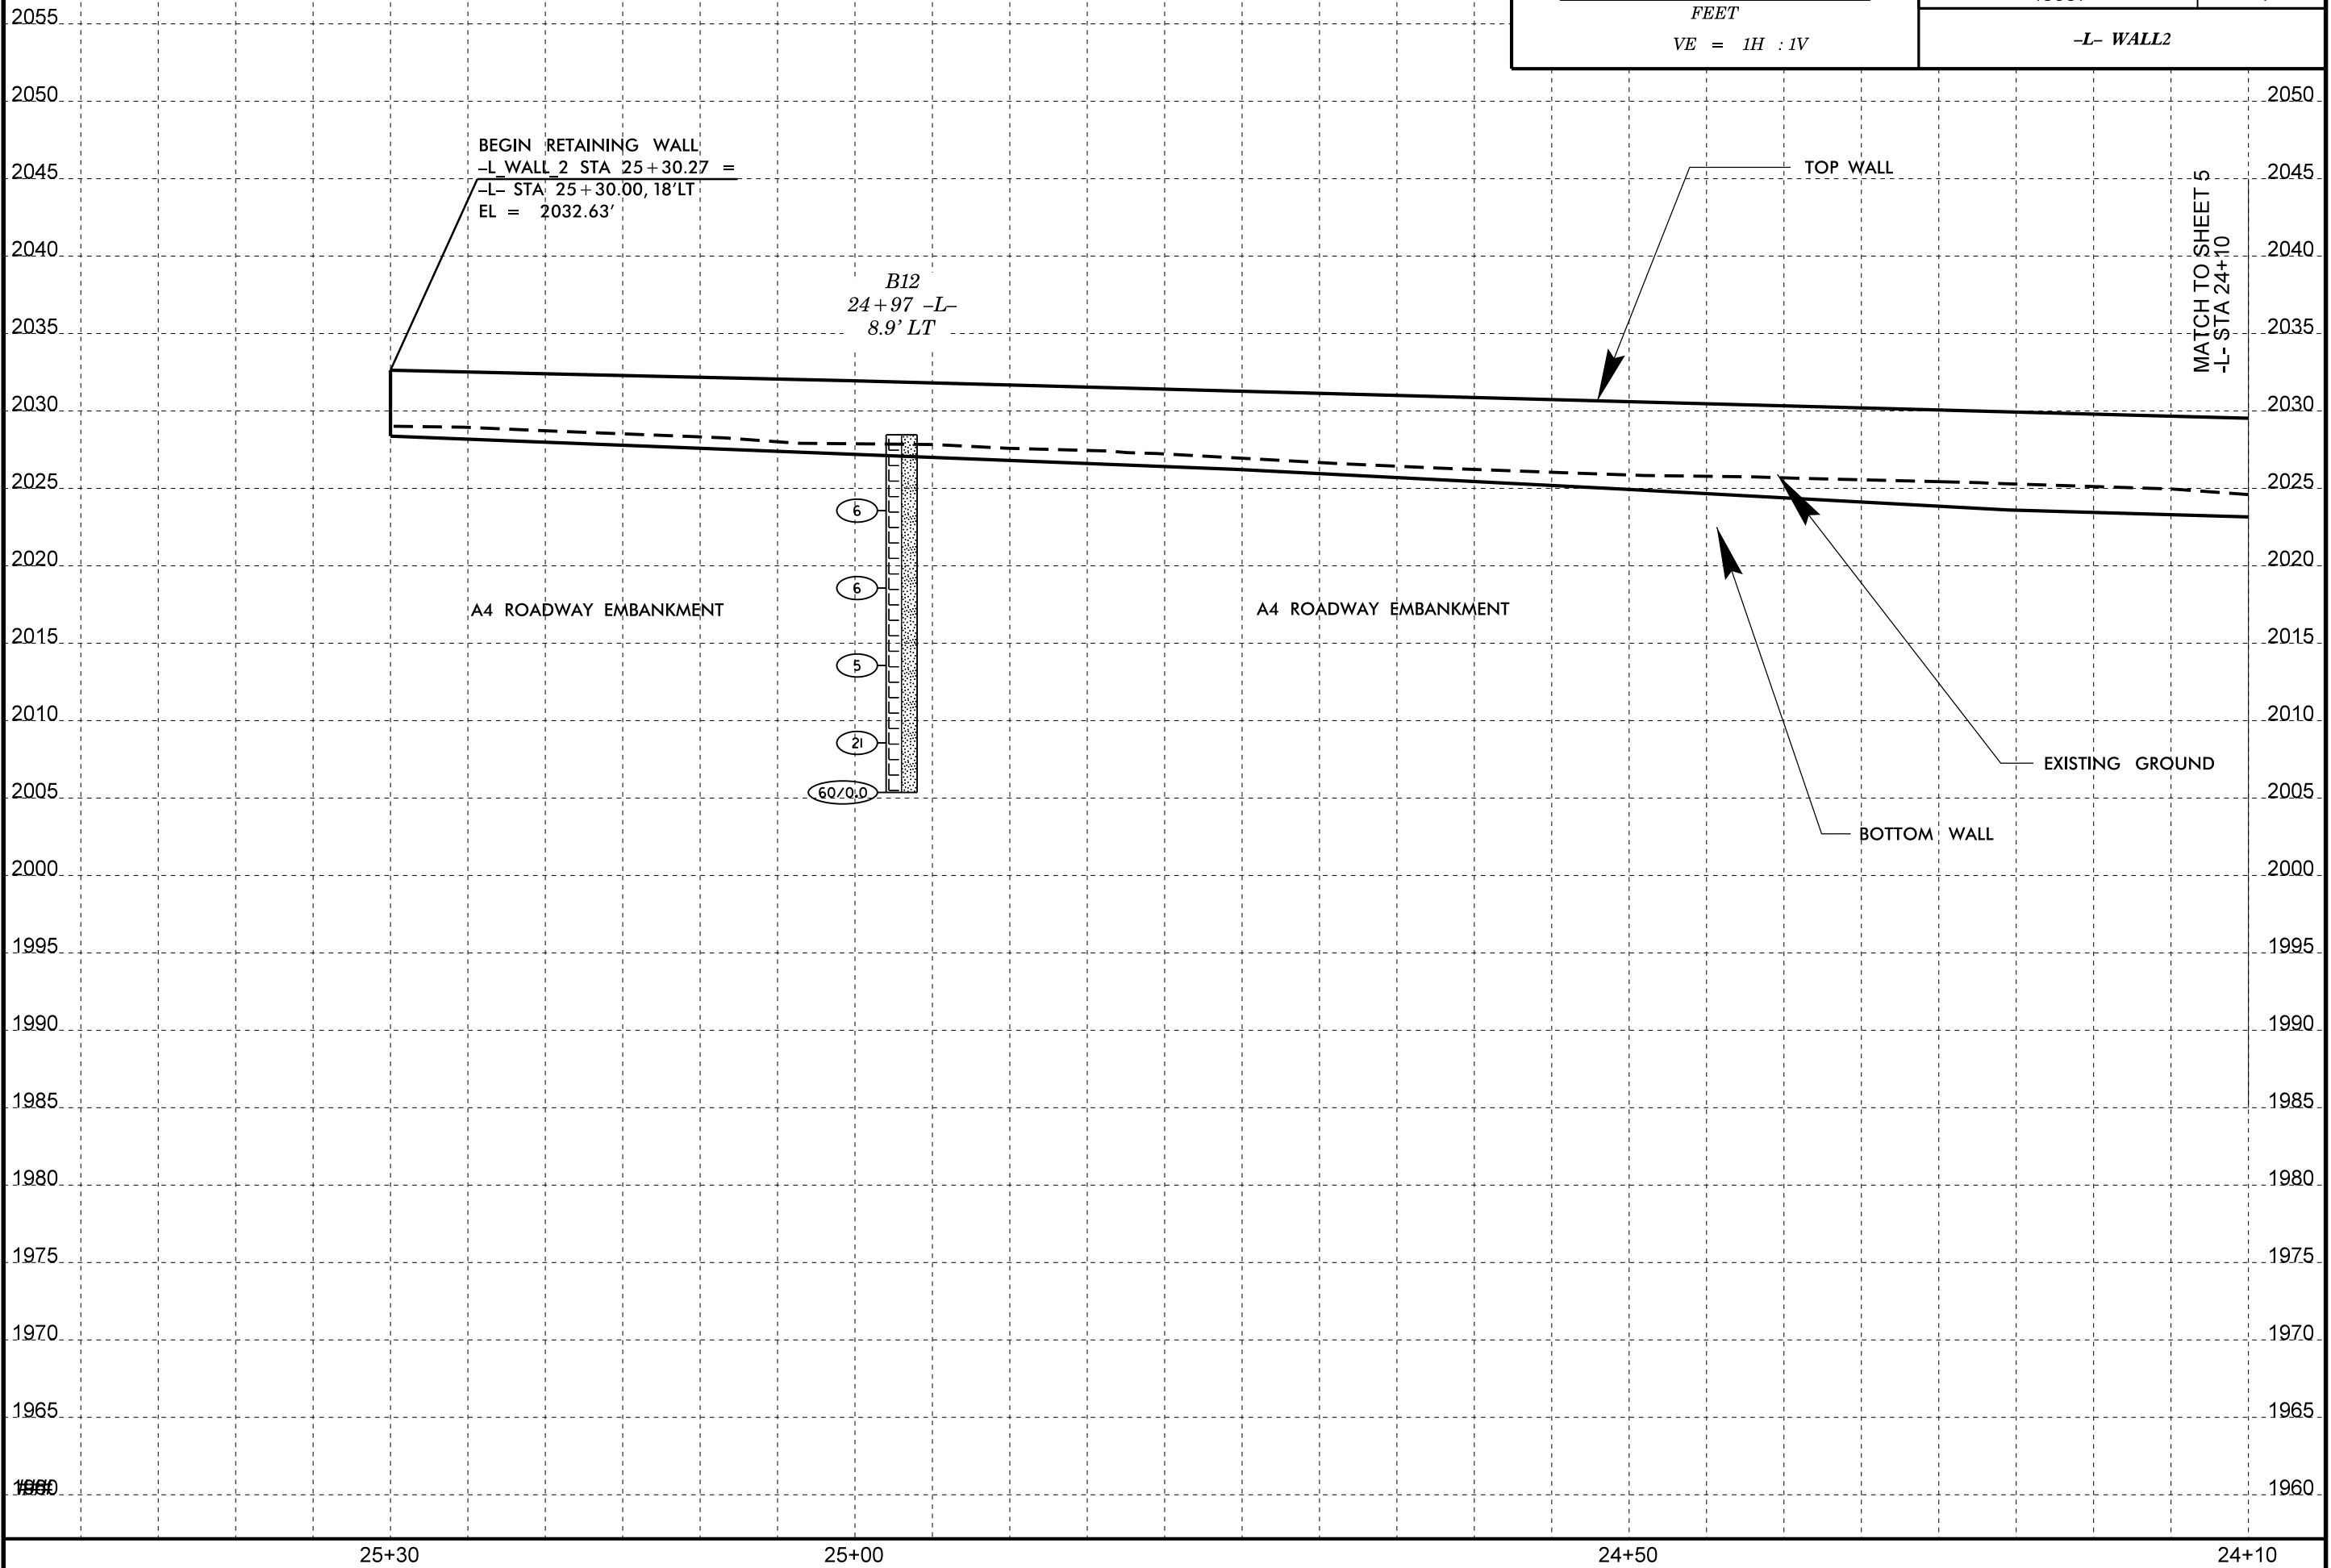 FEET
VE = 1H : 1V
-L- WALL2
2055
2050
2050
BEGIN RETAINING WALL
-L_WALL_2 STA 25+30.27 =
-L- STA 25+30.00, 18'LT
EL = 2032.63'
2045
TOP WALL
2045
MATCH TO SHEET 5
-L- STA 24+10
2040
2040
B12
24+97 -L-
8.9' LT
2035
2035
2030
2030
2025
2025
6
2020
2020
6
A4 ROADWAY EMBANKMENT
A4 ROADWAY EMBANKMENT
2015
2015
5
2010
2010
21
EXISTING GROUND
2005
60/0.0
2005
BOTTOM WALL
2000
2000
1995
1995
1990
1990
1985
1985
1980
1980
1975
1975
1970
1970
1965
1965
1960
25+30
25+00
24+50
24+10